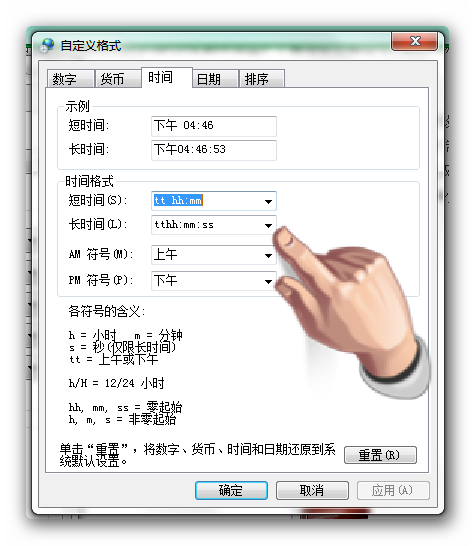 自定义格式
数字 货币 时间 日期 排序
示例
短时间: 下午 04:46
长时间: 下午04:46:53
时间格式
短时间(S): tt hh:mm
长时间(L): tthh:mm:ss
AM 符号(M): 上午
PM 符号(P): 下午
各符号的含义:
h = 小时 m = 分钟
s = 秒(仅限长时间)
tt = 上午或下午
h/H = 12/24 小时
hh, mm, ss = 零起始
h, m, s = 非零起始
单击“重置”，将数字、货币、时间和日期还原到系
统默认设置。
重置(R)
确定 取消 应用(A)